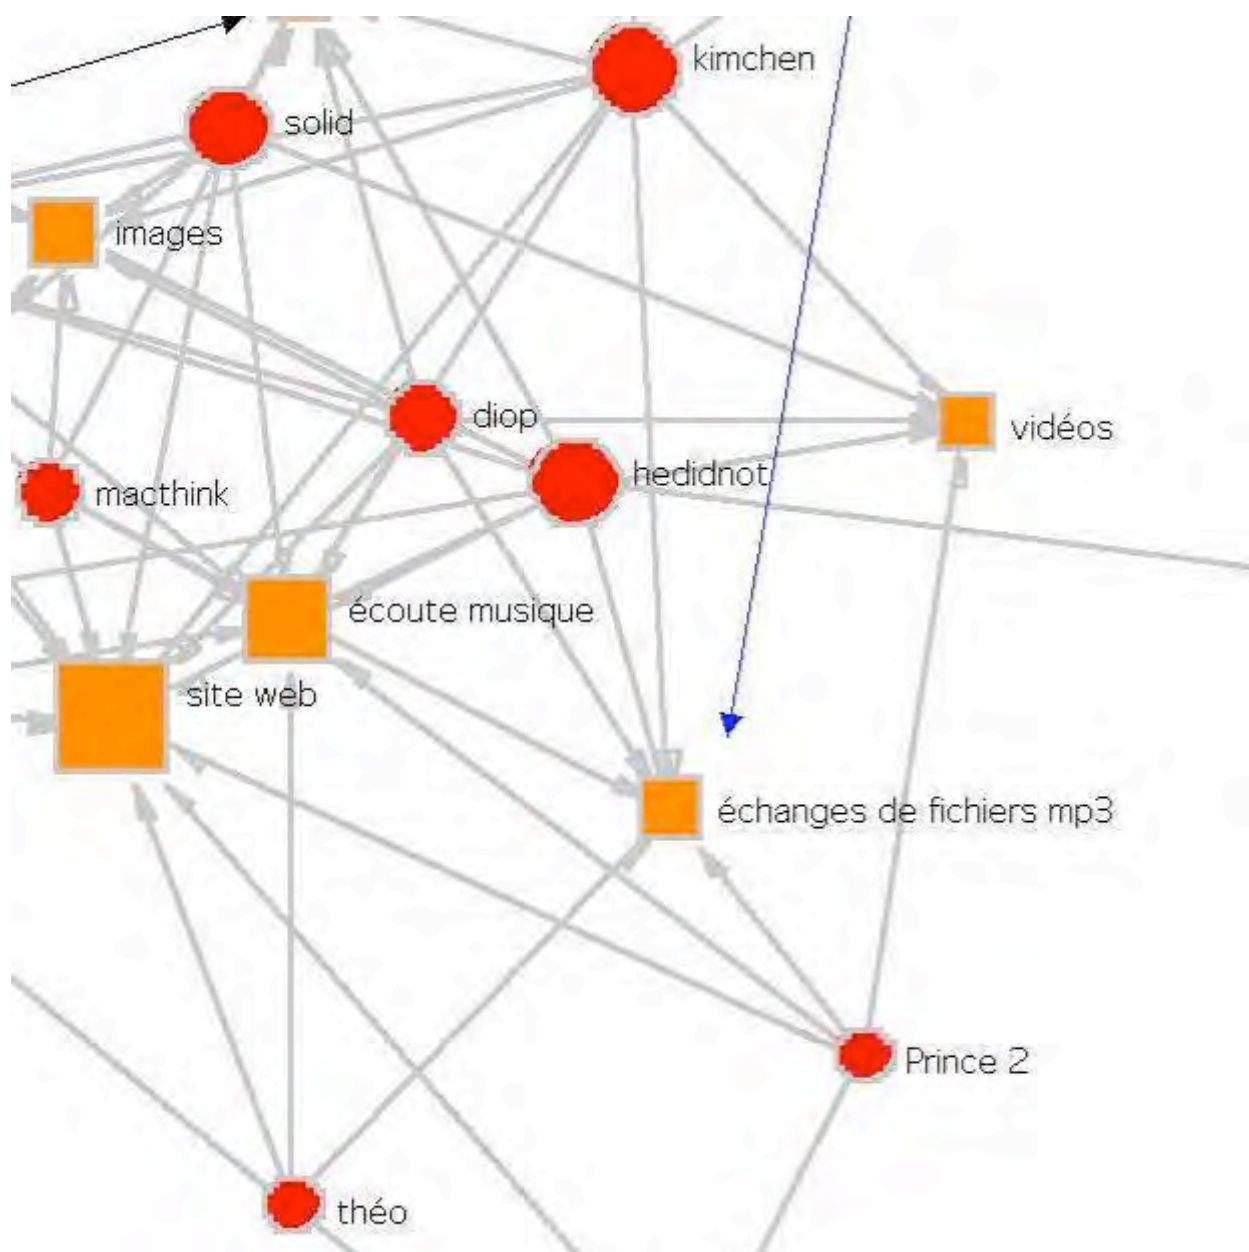 kimchen
solid
images
diop
vidéos
hedidnot
macthink
écoute musique
site web
échanges de fichiers mp3
Prince 2
théo